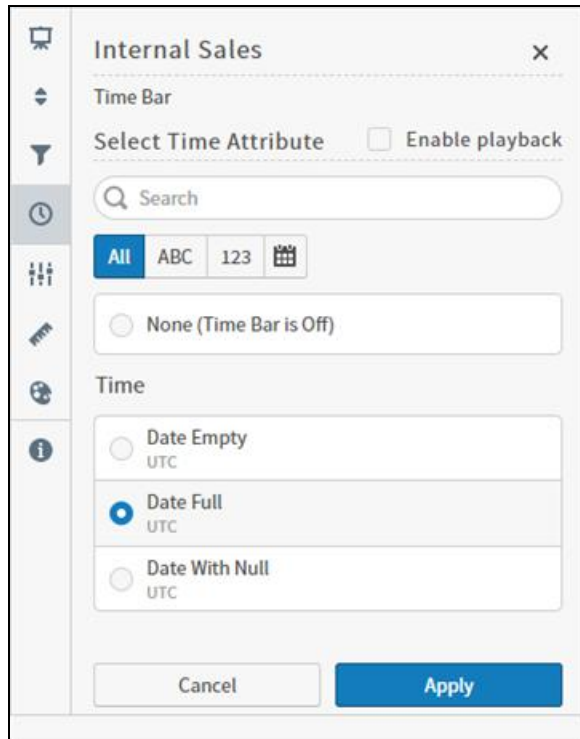 Internal Sales
Time Bar
Select Time Attribute Enable playback
Search
All ABC 123
None (Time Bar is Off)
Time
Date Empty
UTC
Date Full
UTC
Date With Null
UTC
Cancel Apply